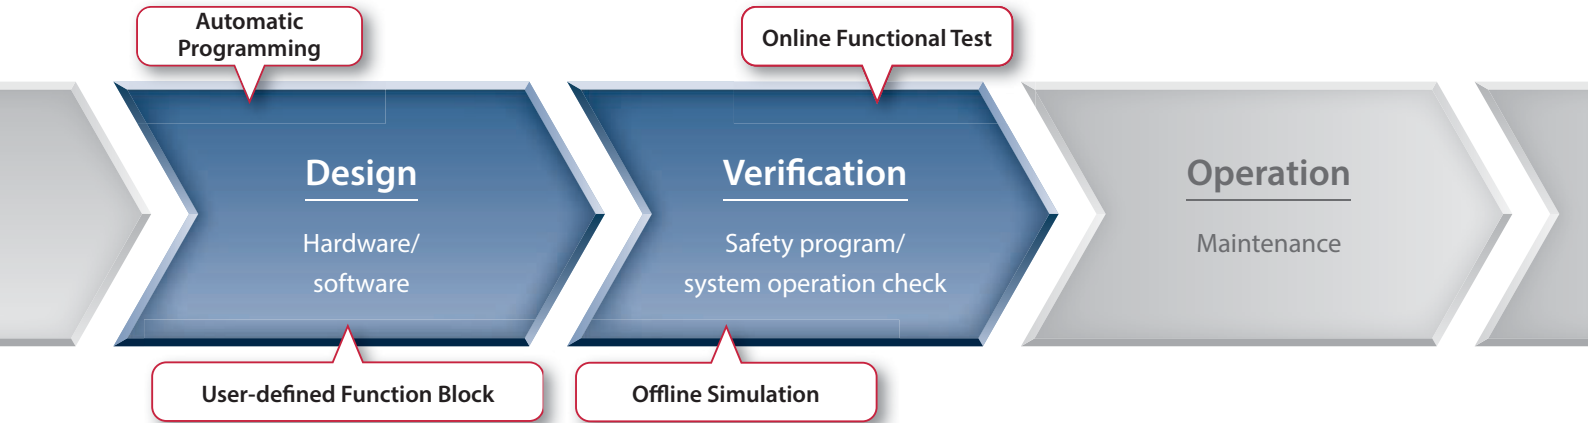 Automatic
Programming
Online Functional Test
Design
Hardware/
software
Verification
Safety program/
system operation check
Operation
Maintenance
User-defined Function Block
Offline Simulation